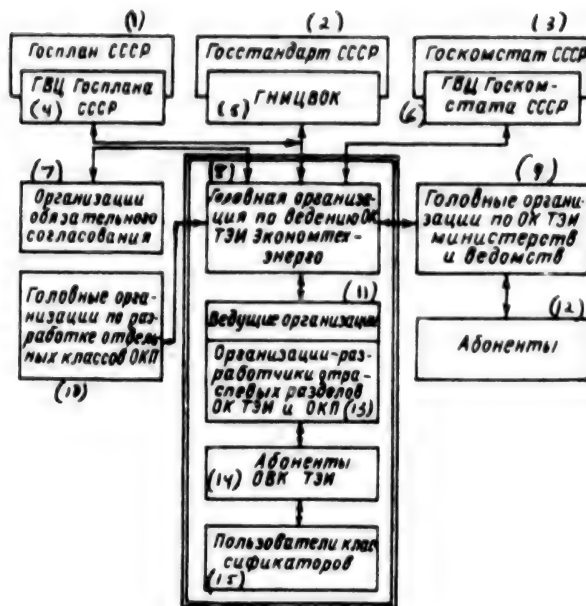 (1)
(2)
(3)
Госплан СССР
Госстандарт СССР
Госкомстат СССР
ГВЦ Госплана
(4) СССР
(5) ГНИЦВОК
ГВЦ Госком-
(6) стата СССР
(7)
Организации
обязательного
согласования
(8)
Головная организа-
ция по ведению ОК
ТЭИ Экономтех-
энерго
(9)
Головные органи-
зации по ОК ТЭИ
министерств
и ведомств
Головные орга-
низации по раз-
работке отдель-
ных классов ОКП
(10)
(11)
Ведущие организации
Организации-раз-
работчики отра-
слевых разделов
ОК ТЭИ и ОКП (13)
(12)
Абоненты
Абоненты
(14) ОВК ТЭИ
Пользователи клас
сификаторов
(15)